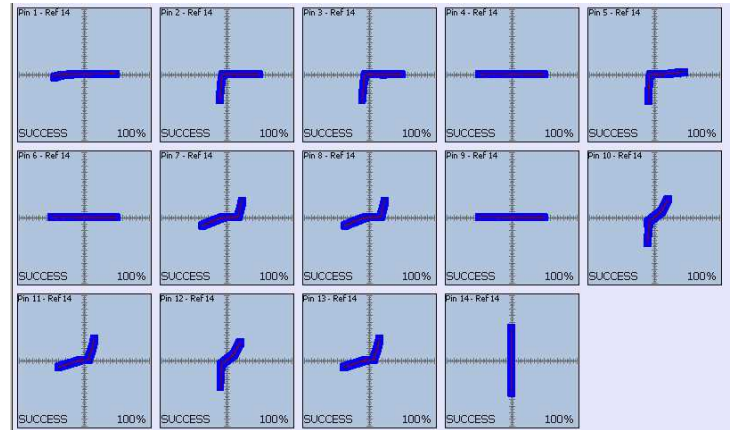 Pin 1 - Ref 14
SUCCESS 100%
Pin 2 - Ref 14
SUCCESS 100%
Pin 3 - Ref 14
SUCCESS 100%
Pin 4 - Ref 14
SUCCESS 100%
Pin 5 - Ref 14
SUCCESS 100%
Pin 6 - Ref 14
SUCCESS 100%
Pin 7 - Ref 14
SUCCESS 100%
Pin 8 - Ref 14
SUCCESS 100%
Pin 9 - Ref 14
SUCCESS 100%
Pin 10 - Ref 14
SUCCESS 100%
Pin 11 - Ref 14
SUCCESS 100%
Pin 12 - Ref 14
SUCCESS 100%
Pin 13 - Ref 14
SUCCESS 100%
Pin 14 - Ref 14
SUCCESS 100%